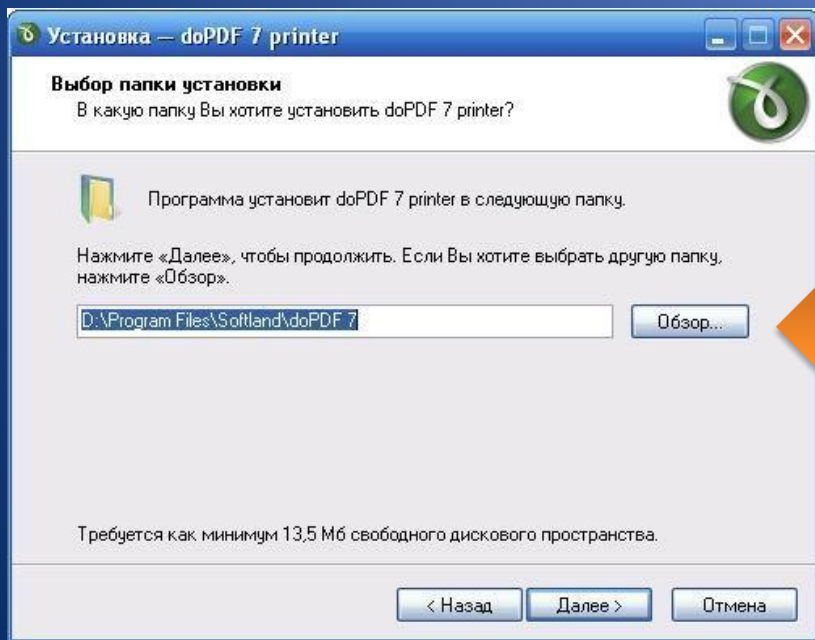 Установка — doPDF 7 printer
Выбор папки установки
В какую папку Вы хотите установить doPDF 7 printer?
Программа установит doPDF 7 printer в следующую папку.
Нажмите «Далее», чтобы продолжить. Если Вы хотите выбрать другую папку,
нажмите «Обзор».
D:\Program Files\Softland\doPDF 7
Обзор...
Требуется как минимум 13,5 Мб свободного дискового пространства.
< Назад
Далее >
Отмена